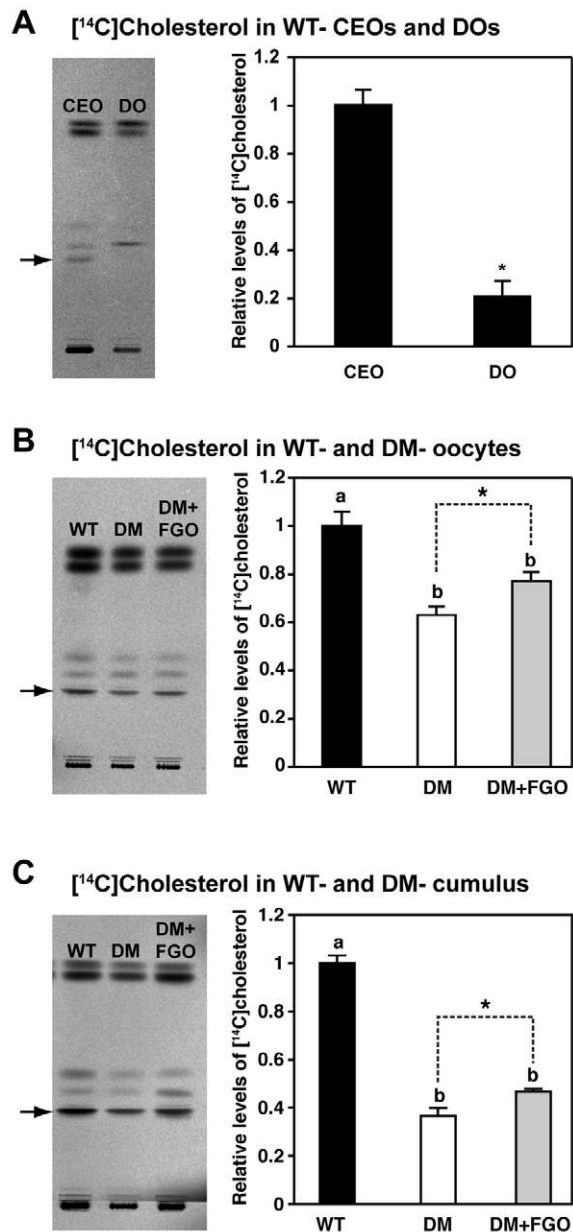 A [¹⁴C]Cholesterol in WT- CEOs and DOs
CEO DO
Relative levels of [¹⁴C]cholesterol
1.2
1
0.8
0.6
0.4
0.2
0
*
CEO DO
B [¹⁴C]Cholesterol in WT- and DM- oocytes
WT DM DM+
FGO
Relative levels of [¹⁴C]cholesterol
1.2
1
0.8
0.6
0.4
0.2
0
a
*
b
b
WT DM DM+FGO
C [¹⁴C]Cholesterol in WT- and DM- cumulus
WT DM DM+
FGO
Relative levels of [¹⁴C]cholesterol
1.2
1
0.8
0.6
0.4
0.2
0
a
*
b
b
WT DM DM+FGO